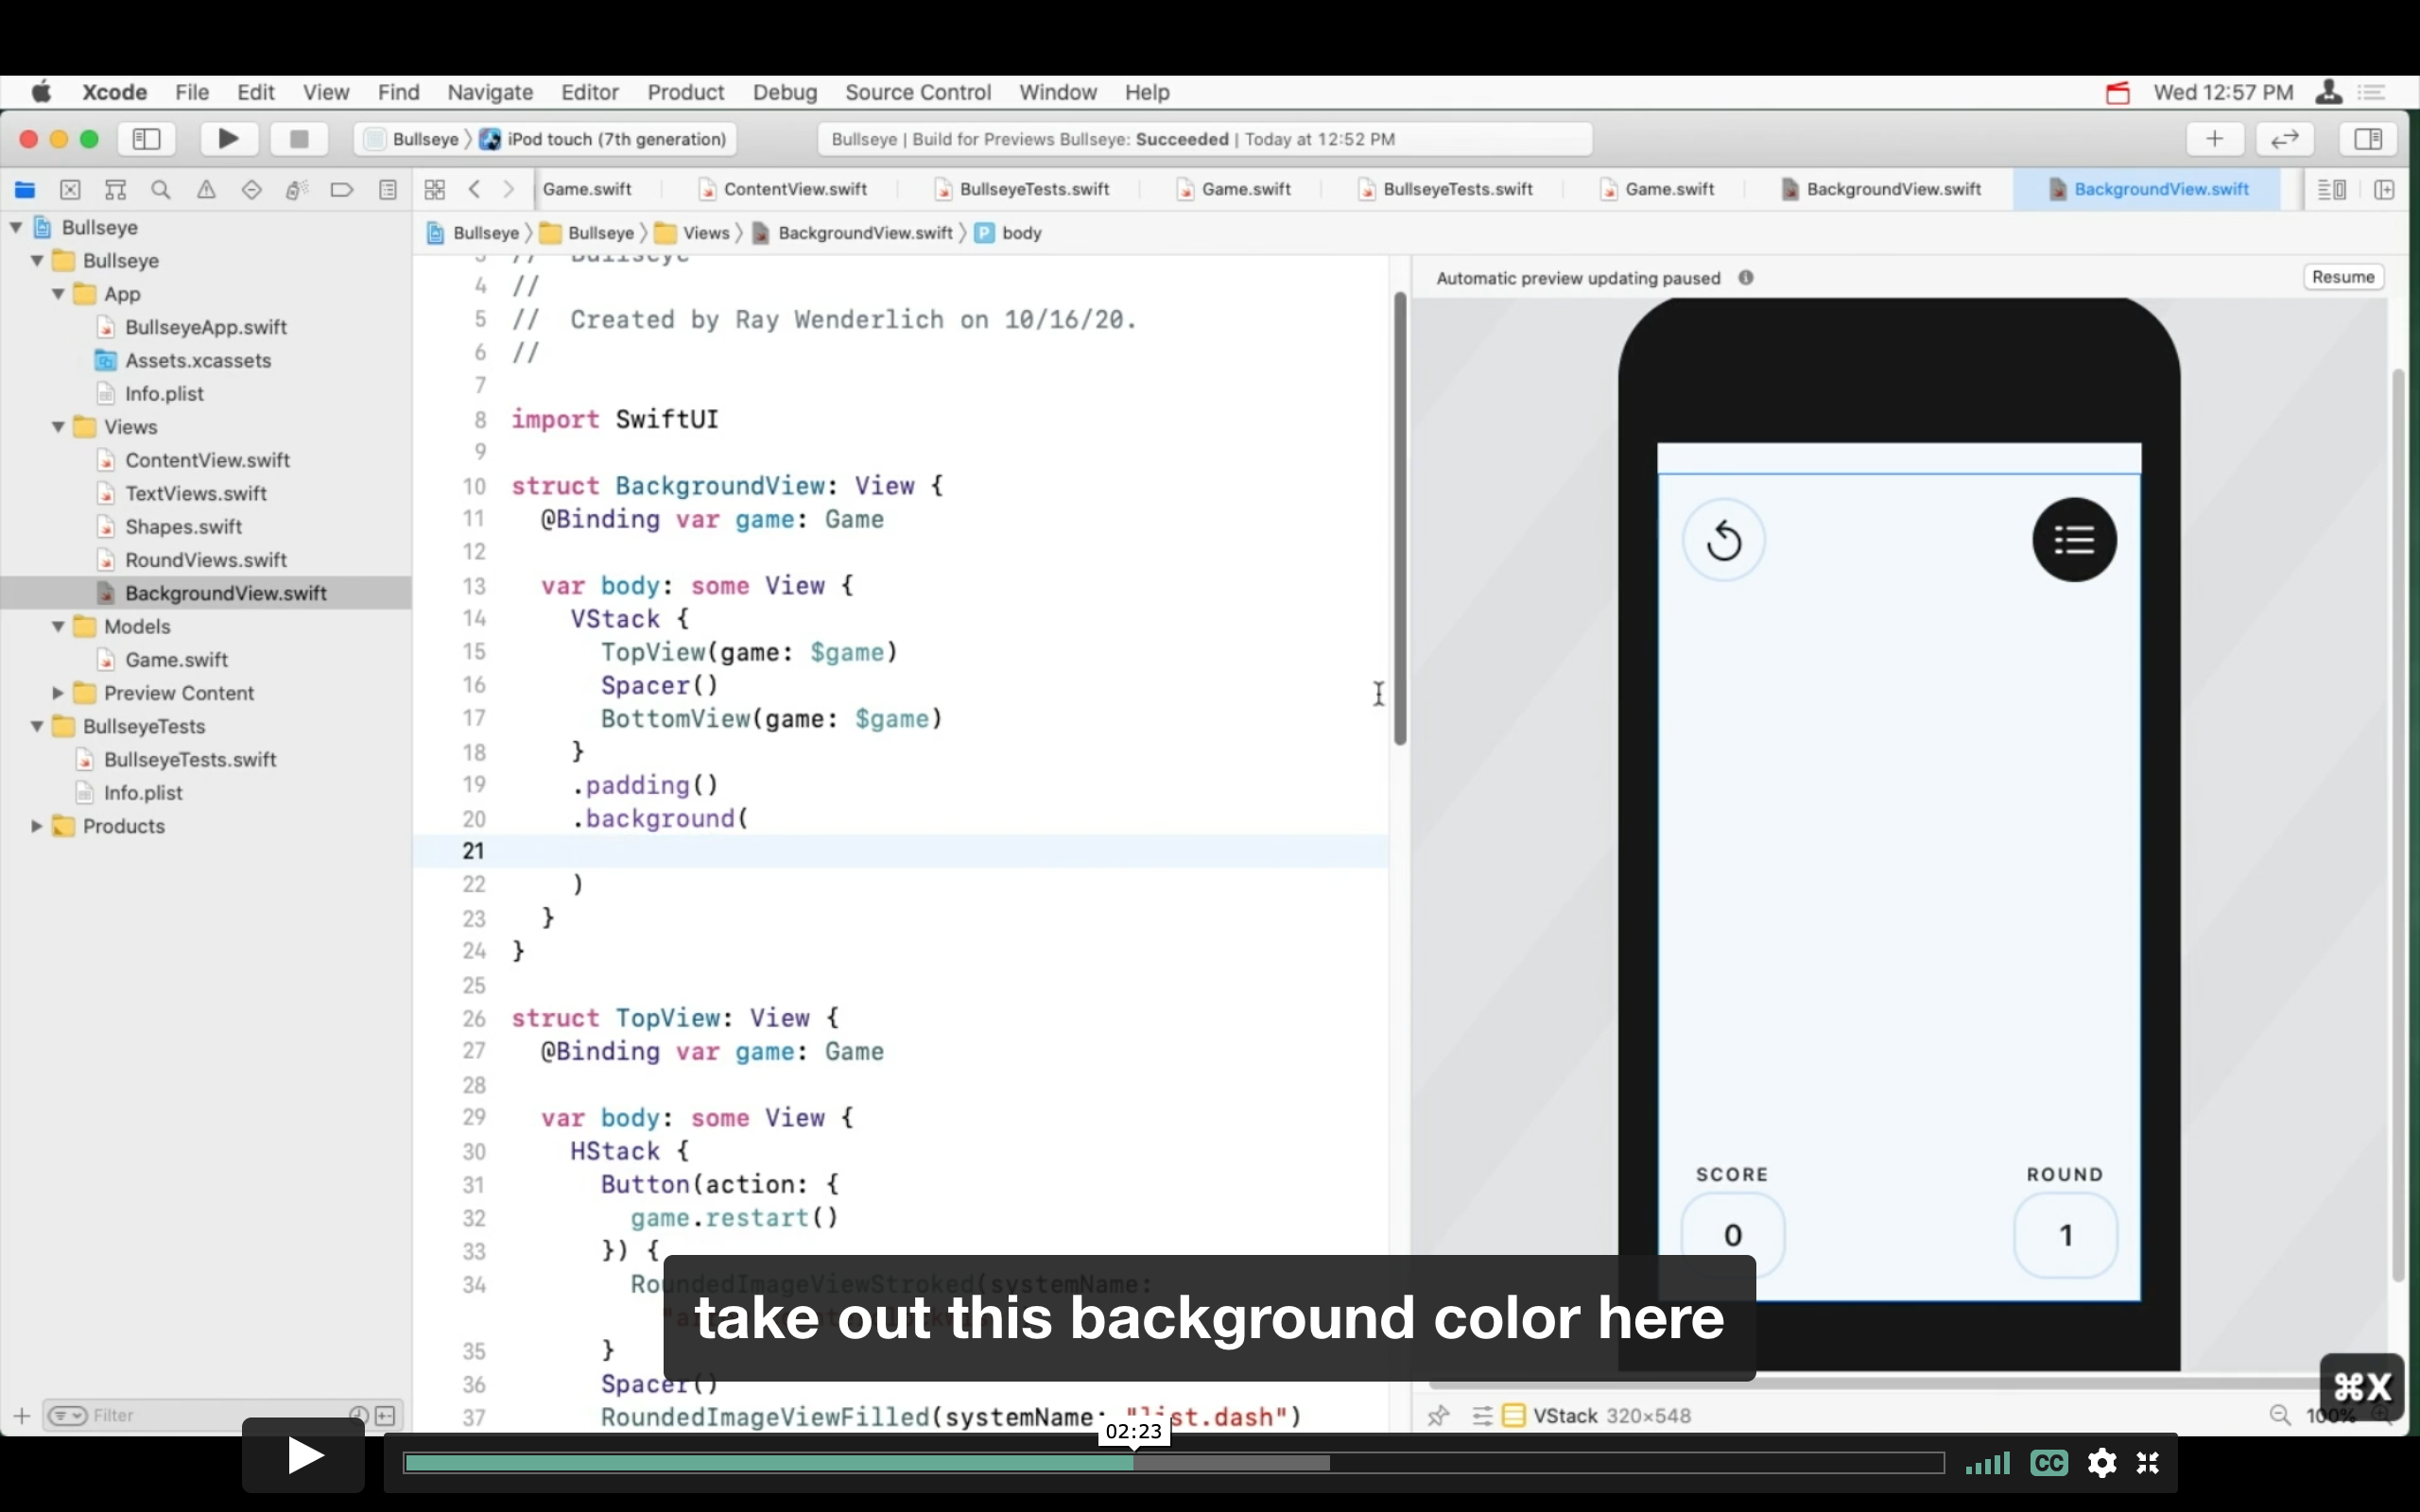 Xcode File Edit View Find Navigate Editor Product Debug Source Control Window Help Wed 12:57 PM
Bullseye iPod touch (7th generation) Bullseye | Build for Previews Bullseye: Succeeded | Today at 12:52 PM
Game.swift ContentView.swift BullseyeTests.swift Game.swift BullseyeTests.swift Game.swift BackgroundView.swift BackgroundView.swift
Bullseye Bullseye Views BackgroundView.swift P body
Bullseye
Bullseye
App
BullseyeApp.swift
Assets.xcassets
Info.plist
Views
ContentView.swift
TextViews.swift
Shapes.swift
RoundViews.swift
BackgroundView.swift
Models
Game.swift
Preview Content
BullseyeTests
BullseyeTests.swift
Info.plist
Products
Filter
3 // Bullseye
4 //
5 // Created by Ray Wenderlich on 10/16/20.
6 //
7
8 import SwiftUI
9
10 struct BackgroundView: View {
11 @Binding var game: Game
12
13 var body: some View {
14 VStack {
15 TopView(game: $game)
16 Spacer()
17 BottomView(game: $game)
18 }
19 .padding()
20 .background(
21
22 )
23 }
24 }
25
26 struct TopView: View {
27 @Binding var game: Game
28
29 var body: some View {
30 HStack {
31 Button(action: {
32 game.restart()
33 }) {
34 RoundedImageViewStroked(systemName:
35 }
36 Spacer()
37 RoundedImageViewFilled(systemName: "list.dash")
Automatic preview updating paused Resume
SCORE ROUND
0 1
take out this background color here
⌘X
VStack 320×548 100%
02:23
CC